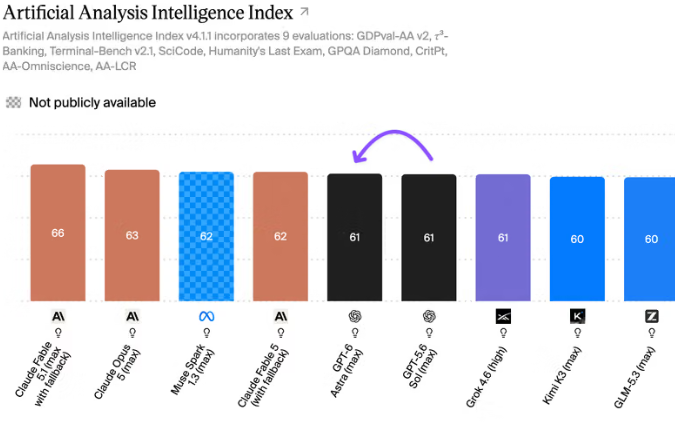 Artificial Analysis Intelligence Index ↗
Artificial Analysis Intelligence Index v4.1.1 incorporates 9 evaluations: GDPval-AA v2, τ³-
Banking, Terminal-Bench v2.1, SciCode, Humanity's Last Exam, GPQA Diamond, CritPt,
AA-Omniscience, AA-LCR
Not publicly available
66
63
62
62
61
61
61
60
60
Claude Fable
5.1 (max
with fallback)
Claude Opus
5 (max)
Muse Spark
1.3 (max)
Claude Fable 5
(with fallback)
GPT-6
Astra (max)
GPT-5.6
Sol (max)
Grok 4.6 (high)
Kimi K3 (max)
GLM-5.3 (max)